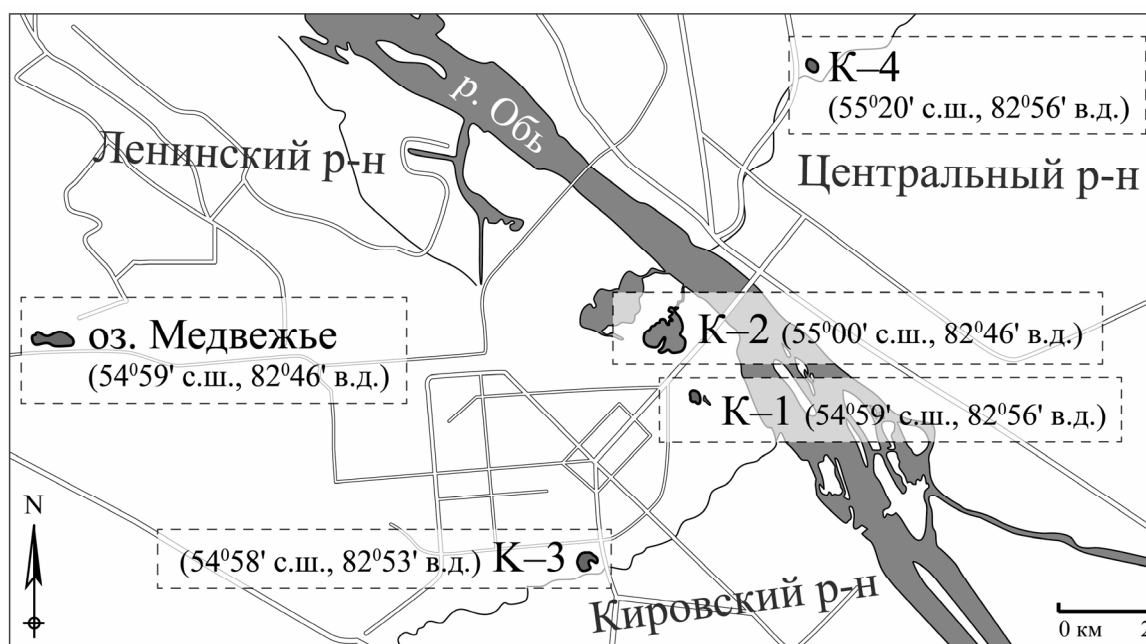 К–4
(55⁰20' с.ш., 82⁰56' в.д.)
р. Обь
Ленинский р-н
Центральный р-н
оз. Медвежье
(54⁰59' с.ш., 82⁰46' в.д.)
К–2 (55⁰00' с.ш., 82⁰46' в.д.)
К–1 (54⁰59' с.ш., 82⁰56' в.д.)
N
(54⁰58' с.ш., 82⁰53' в.д.) К–3
Кировский р-н
0 км